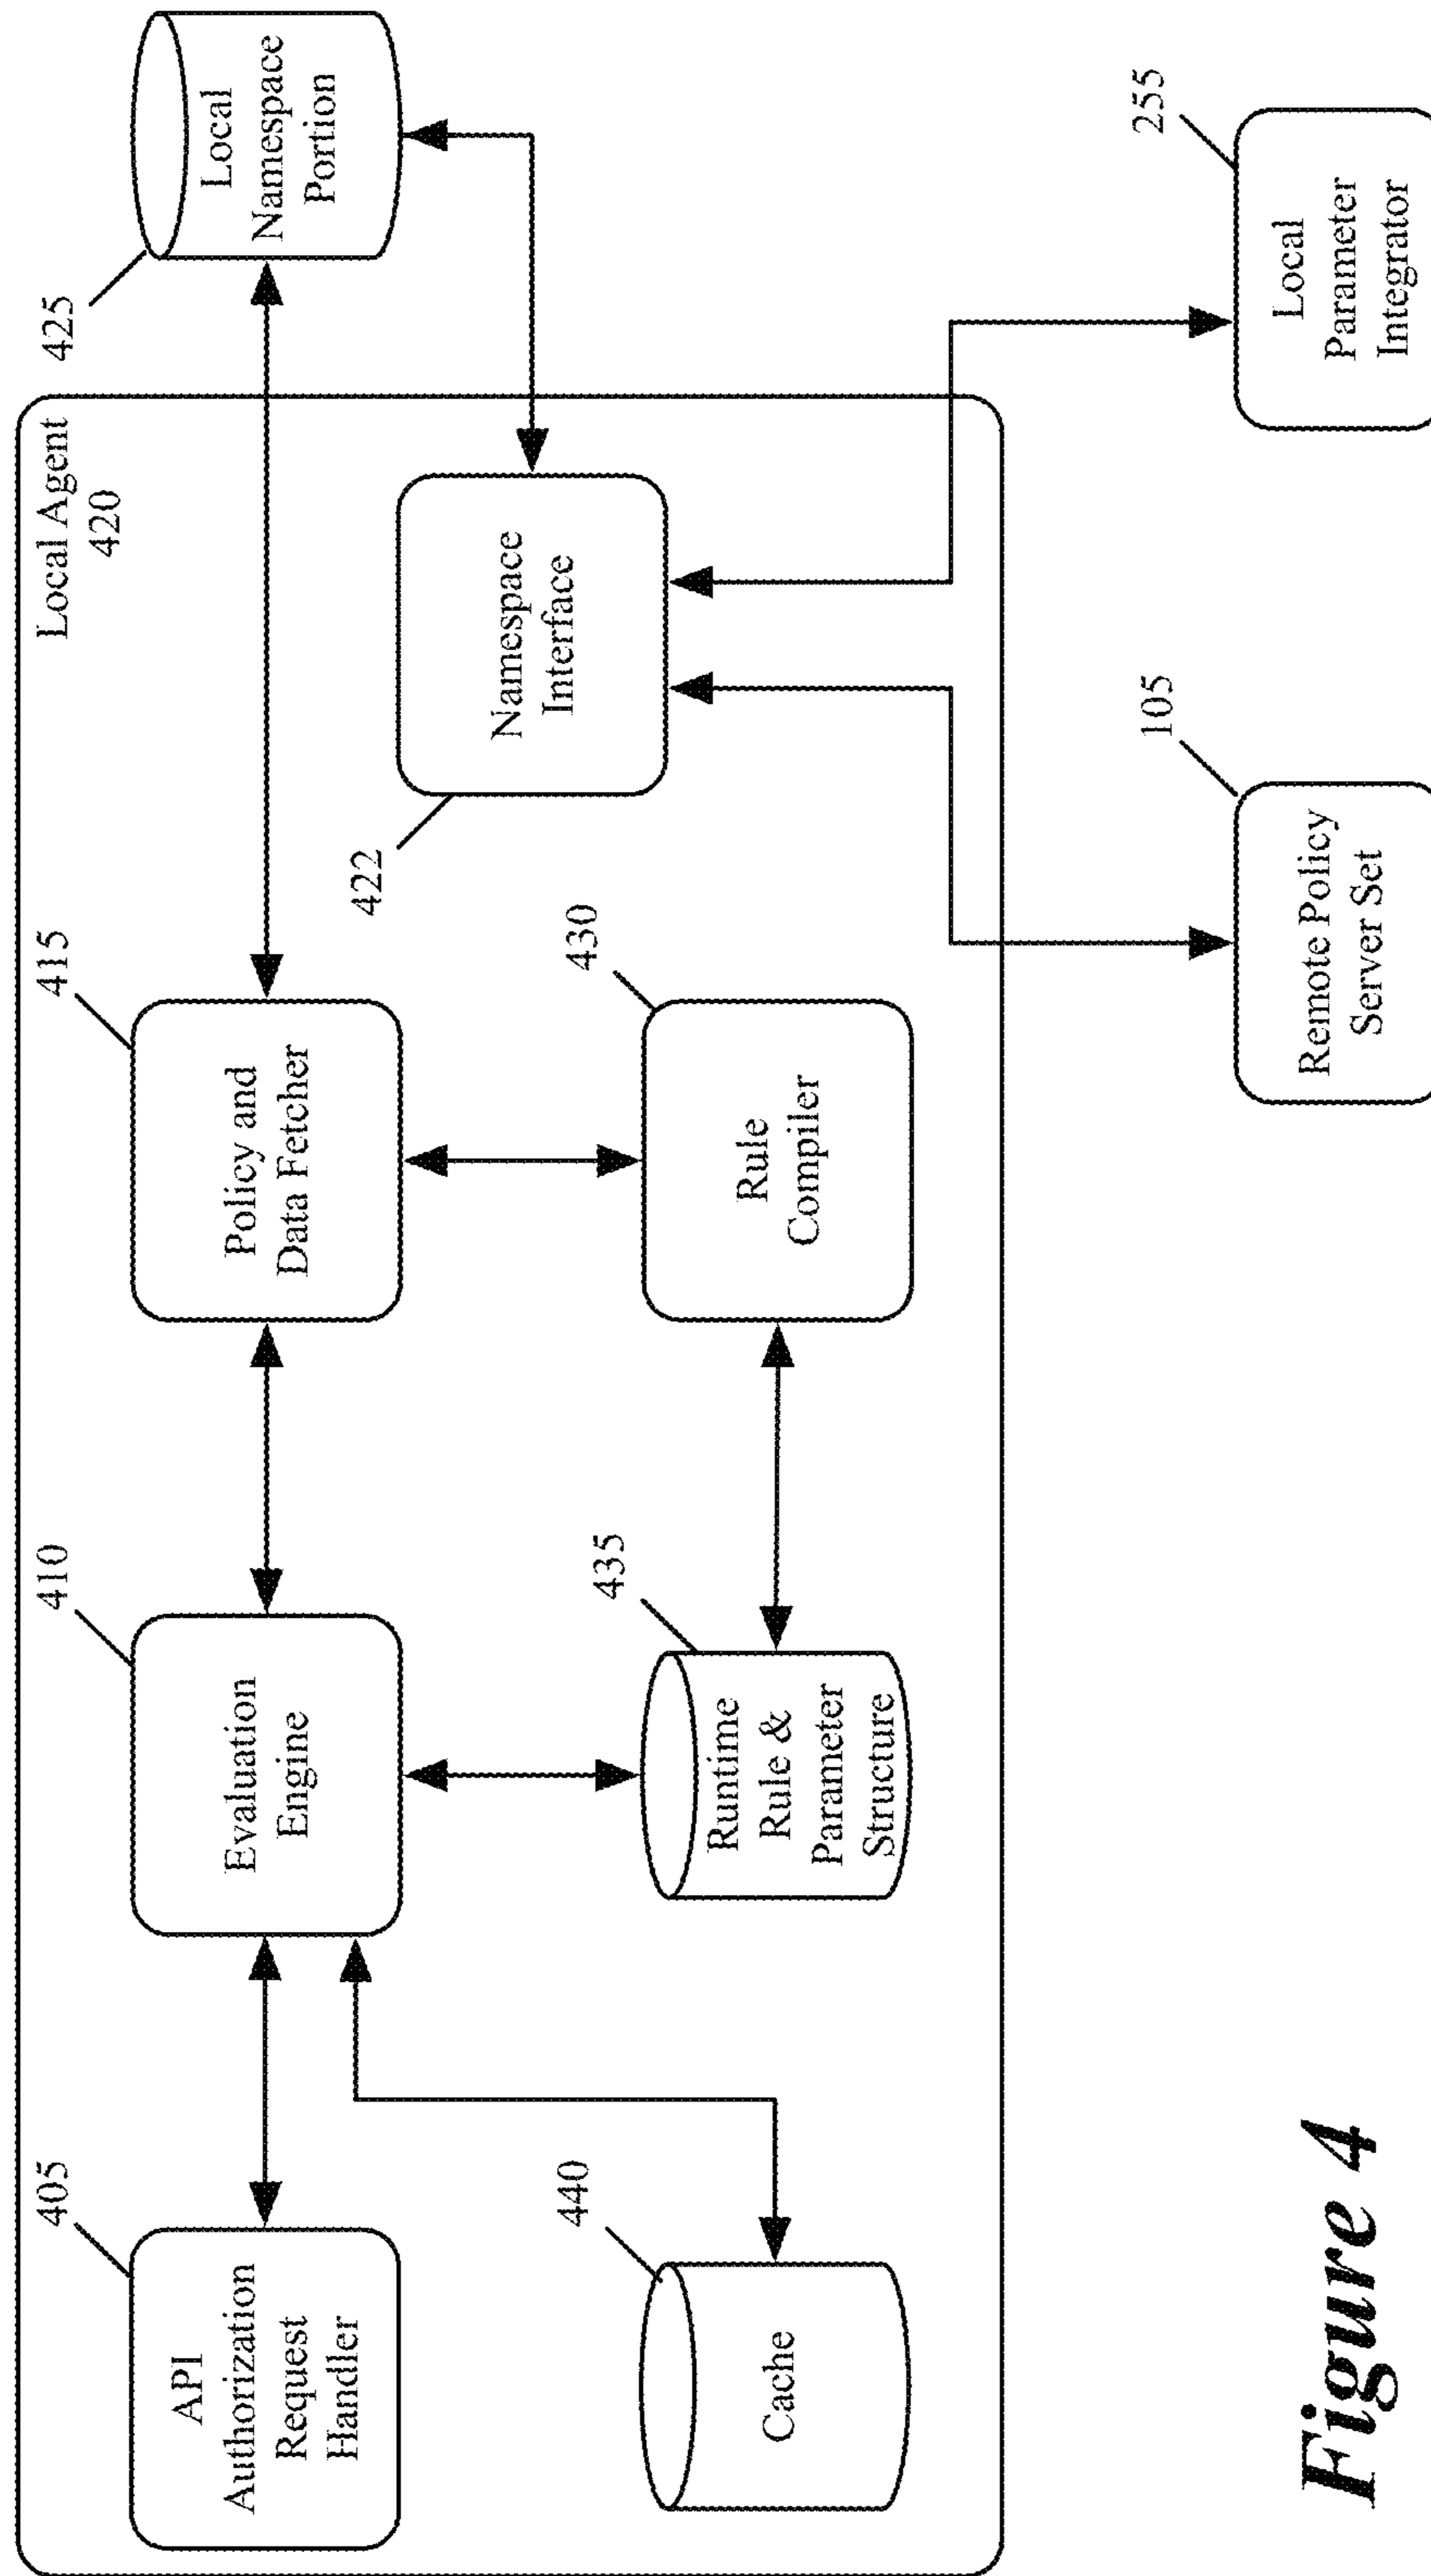 Local Agent
420
405
API
Authorization
Request
Handler
410
Evaluation
Engine
415
Policy and
Data Fetcher
425
Local
Namespace
Portion
440
Cache
435
Runtime
Rule &
Parameter
Structure
430
Rule
Compiler
422
Namespace
Interface
105
Remote Policy
Server Set
255
Local
Parameter
Integrator
Figure 4